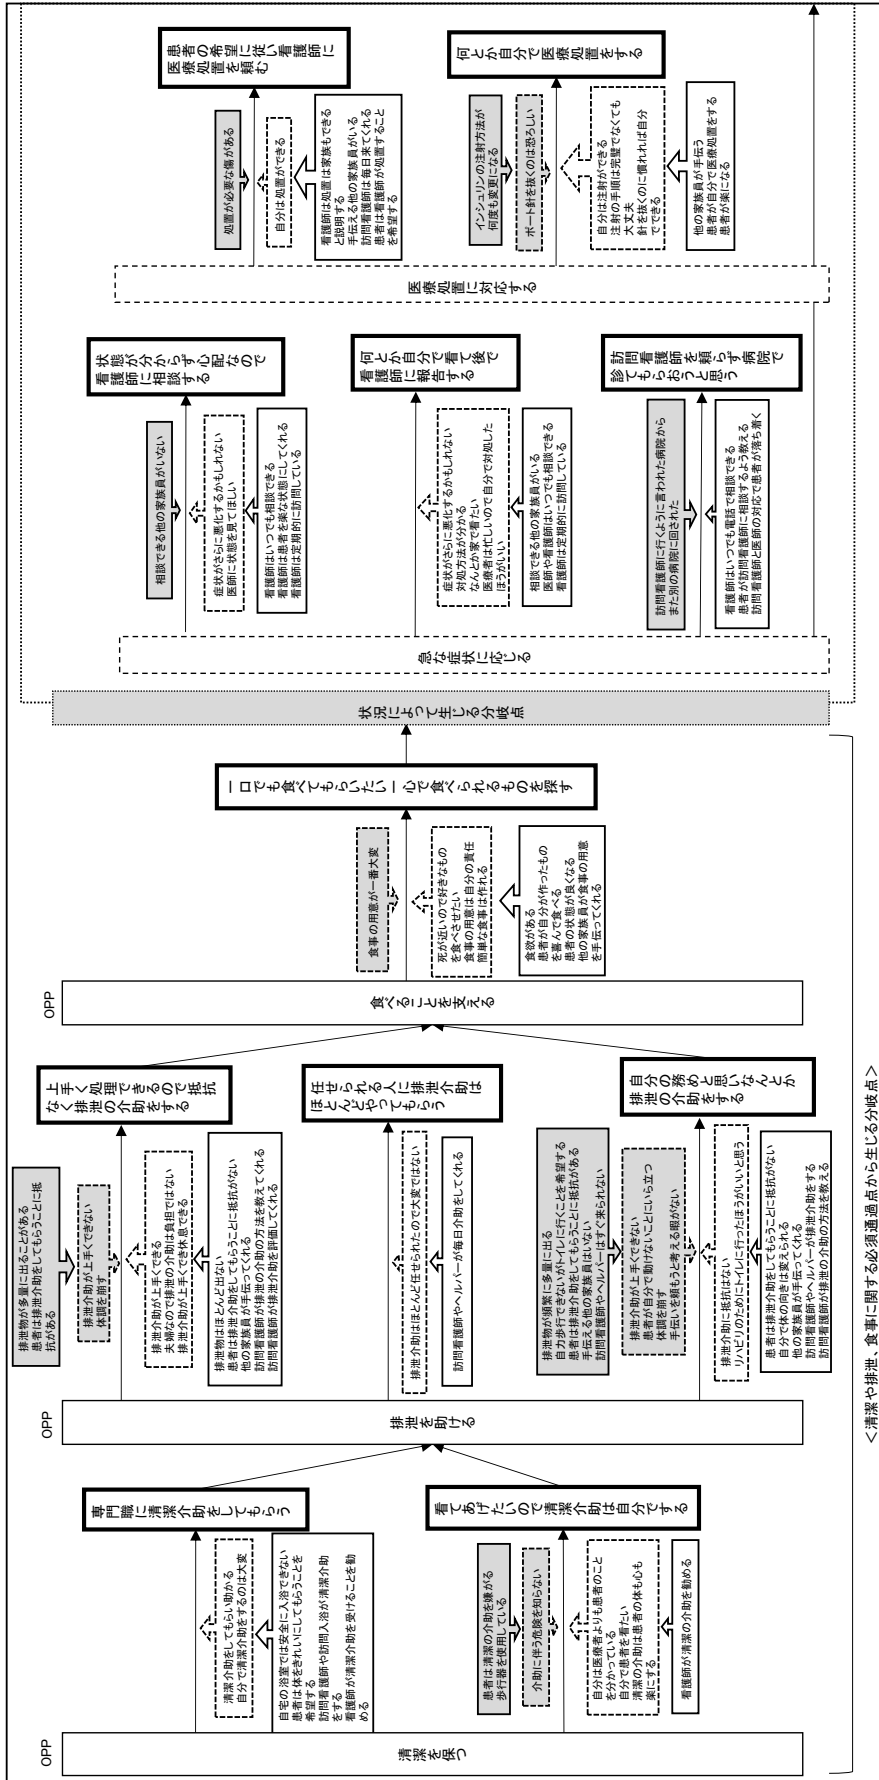 OPP
清潔を保つ
清潔介助をしてもらい助かる
自分で清潔介助をするのは大変
自宅の浴室では安全に入浴できない
患者は体をきれいにしてもらうことを
希望する
訪問看護師や訪問入浴が清潔介助
をする
看護師が清潔介助を受けることを勧
める
専門職に清潔介助をしてもらう
患者は清潔の介助を嫌がる
歩行器を使用している
介助に伴う危険を知らない
自分は医療者よりも患者のこと
を分かっている
自分で患者を看たい
清潔の介助は患者の体も心も
楽にする
看護師が清潔の介助を勧める
看てあげたいので清潔介助は自分でする
OPP
排泄を助ける
排泄物が多量に出ることがある
患者は排泄介助をしてもらうことに抵
抗がある
排泄介助が上手くできない
体調を崩す
排泄介助が上手くできる
夫婦なので排泄の介助は負担ではない
排泄介助が上手くでき休息できる
排泄物はほとんど出ない
患者は排泄介助をしてもらうことに抵抗がない
他の家族員が手伝ってくれる
訪問看護師が排泄の介助の方法を教えてくれる
訪問看護師が排泄介助を評価してくれる
上手く処理できるので抵抗
なく排泄の介助をする
排泄介助はほとんど任せられたので大変ではない
訪問看護師やヘルパーが毎日介助をしてくれる
任せられる人に排泄介助は
ほとんどやってもらう
排泄物が頻繁に多量に出る
自力歩行できないがトイレに行くことを希望する
患者は排泄介助をしてもらうことに抵抗がある
手伝える他の家族員はいない
訪問看護師やヘルパーはすぐ来られない
排泄介助が上手くできない
患者が自分で動けないことにいら立つ
体調を崩す
手伝いを頼もうと考える暇がない
排泄介助に抵抗はない
リハビリのためにトイレに行ったほうがいいと思う
患者は排泄介助をしてもらうことに抵抗がない
自分で体の向きは変えられる
他の家族員が手伝ってくれる
訪問看護師やヘルパーが排泄介助をする
訪問看護師が排泄の介助の方法を教える
自分の務めと思いなんとか
排泄の介助をする
OPP
食べることを支える
食事の用意が一番大変
死が近いので好きなもの
を食べさせたい
食事の用意は自分の責任
簡単な食事は作れる
食欲がある
患者が自分が作ったもの
を喜んで食べる
患者の状態が良くなる
他の家族員が食事の用意
を手伝ってくれる
一口でも食べてもらいたい一心で食べられるものを探す
状況によって生じる分岐点
急な症状に応じる
相談できる他の家族員がいない
症状がさらに悪化するかもしれない
医師に状態を見てほしい
看護師はいつでも相談できる
看護師は患者を楽な状態にしてくれる
看護師は定期的に訪問している
状態が分からず心配なので
看護師に相談する
症状がさらに悪化するかもしれない
対処方法が分かる
なんとか家で看たい
医療者は忙しいので自分で対処した
ほうがいい
相談できる他の家族員がいる
医師や看護師はいつでも相談できる
看護師は定期的に訪問している
何とか自分で看て後で
看護師に報告する
訪問看護師に行くように言われた病院から
また別の病院に回された
看護師はいつでも電話で相談できる
患者が訪問看護師に相談するよう教える
訪問看護師と医師の対応で患者が落ち着く
訪問看護師を頼らず病院で
診てもらおうと思う
医療処置に対応する
処置が必要な傷がある
自分は処置ができる
看護師は処置は家族もできる
と説明する
手伝える他の家族員がいる
訪問看護師は毎日来てくれる
患者は看護師が処置すること
を希望する
患者の希望に従い看護師に
医療処置を頼む
インシュリンの注射方法が
何度も変更になる
ポート針を抜くのは恐ろしい
自分は注射ができる
注射の手順は完璧でなくても
大丈夫
針を抜くのに慣れれば自分
でできる
他の家族員が手伝う
患者が自分で医療処置をする
患者が楽になる
何とか自分で医療処置をする
＜清潔や排泄、食事に関する必須通過点から生じる分岐点＞